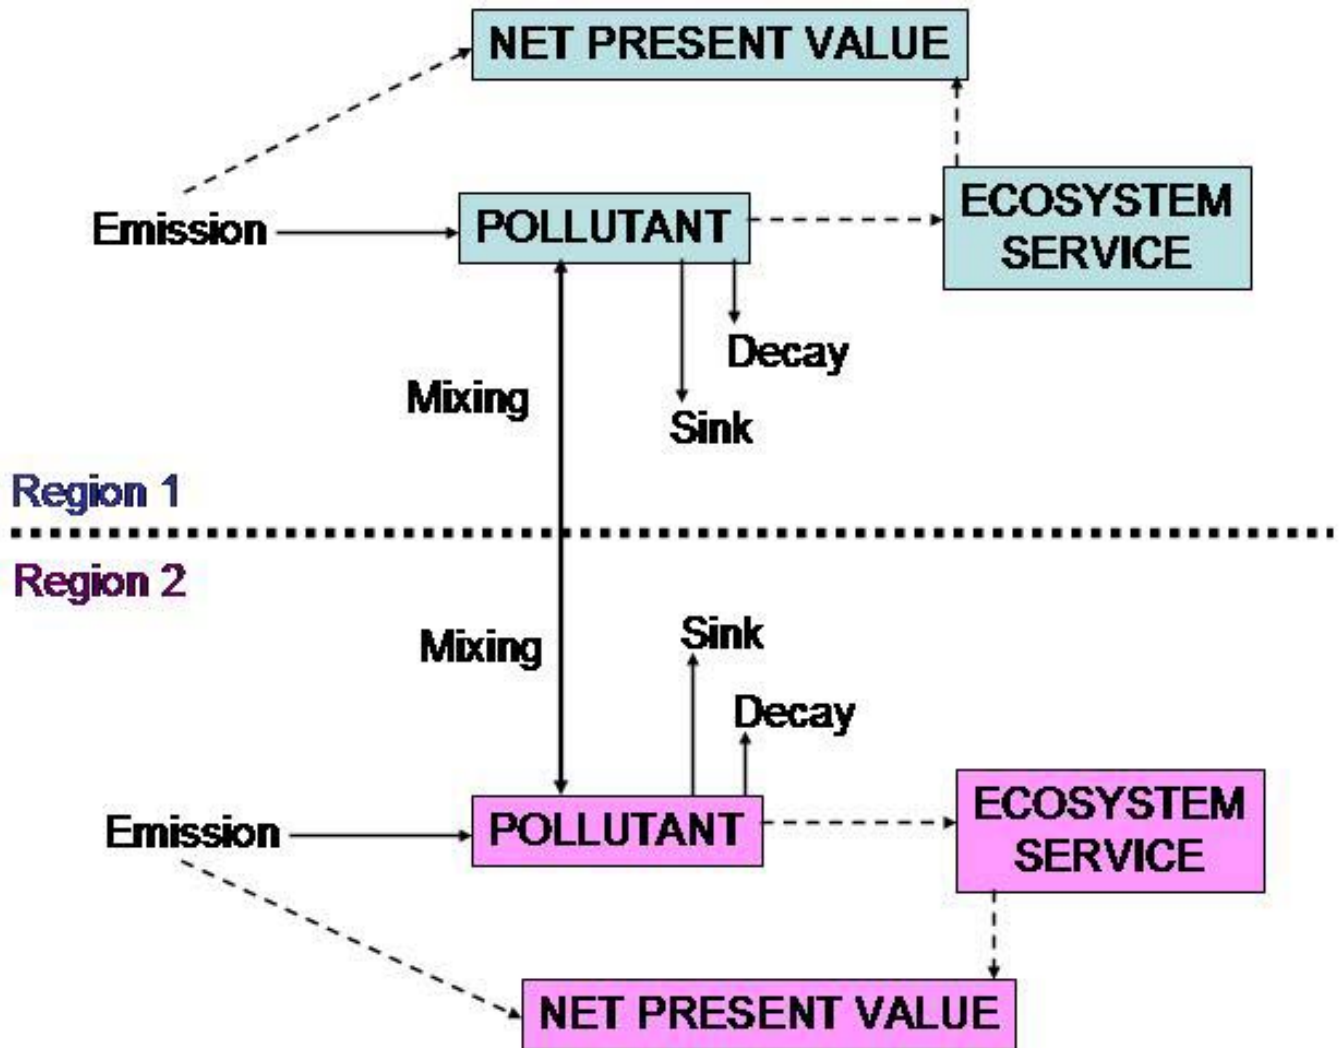 NET PRESENT VALUE
Emission
POLLUTANT
ECOSYSTEM
SERVICE
Decay
Mixing
Sink
Region 1
Region 2
Mixing
Sink
Decay
Emission
POLLUTANT
ECOSYSTEM
SERVICE
NET PRESENT VALUE